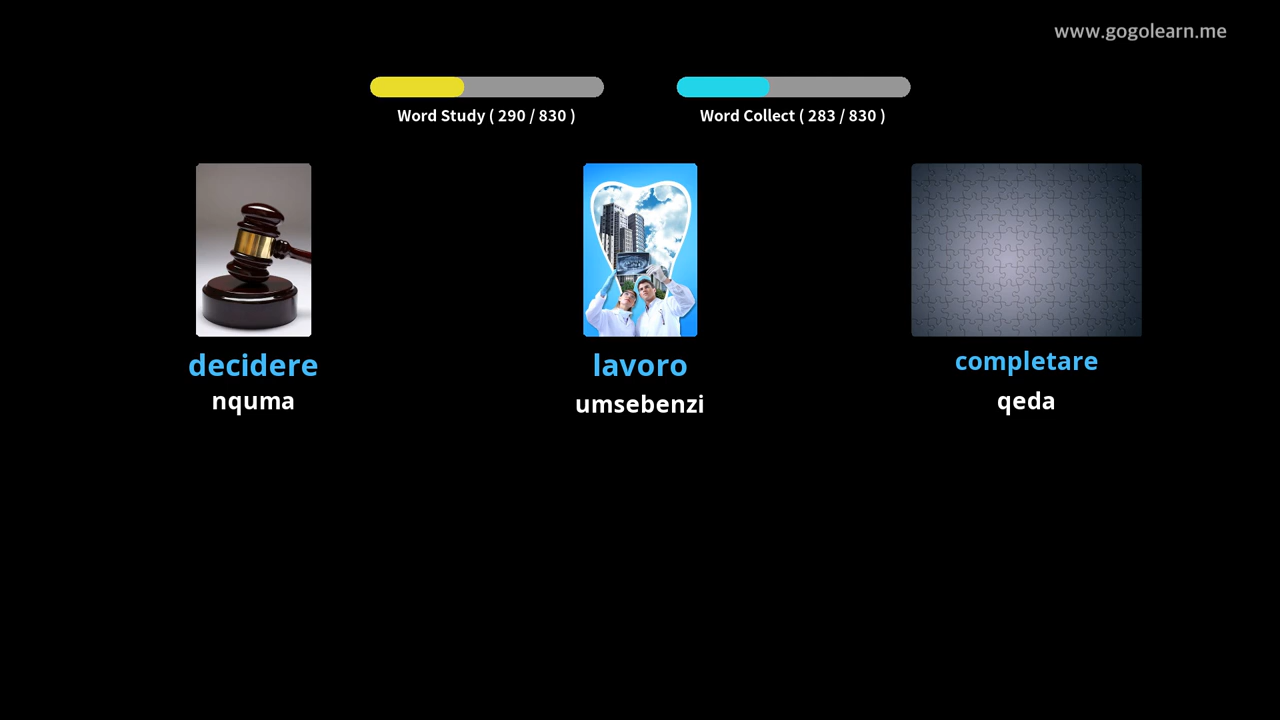 www.gogolearn.me
Word Study ( 290 / 830 )
Word Collect ( 283 / 830 )
decidere
nquma
lavoro
umsebenzi
completare
qeda